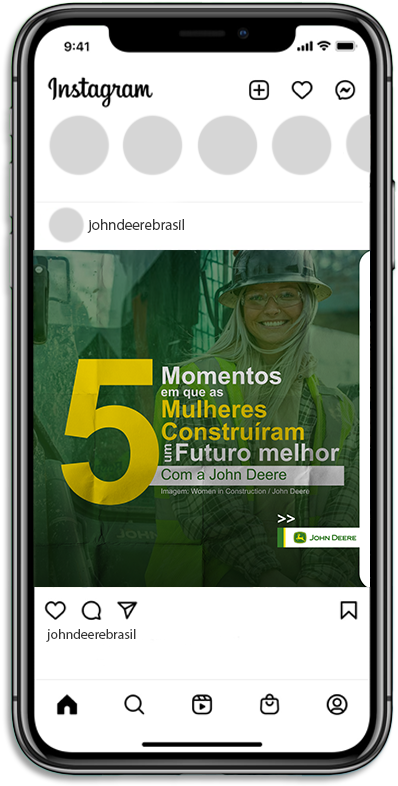 9:41
Instagram
johndeerebrasil
5
Momentos
em que as
Mulheres
Construíram
um Futuro melhor
Com a John Deere
Imagem: Women in Construction / John Deere
>>
JOHN DEERE
johndeerebrasil